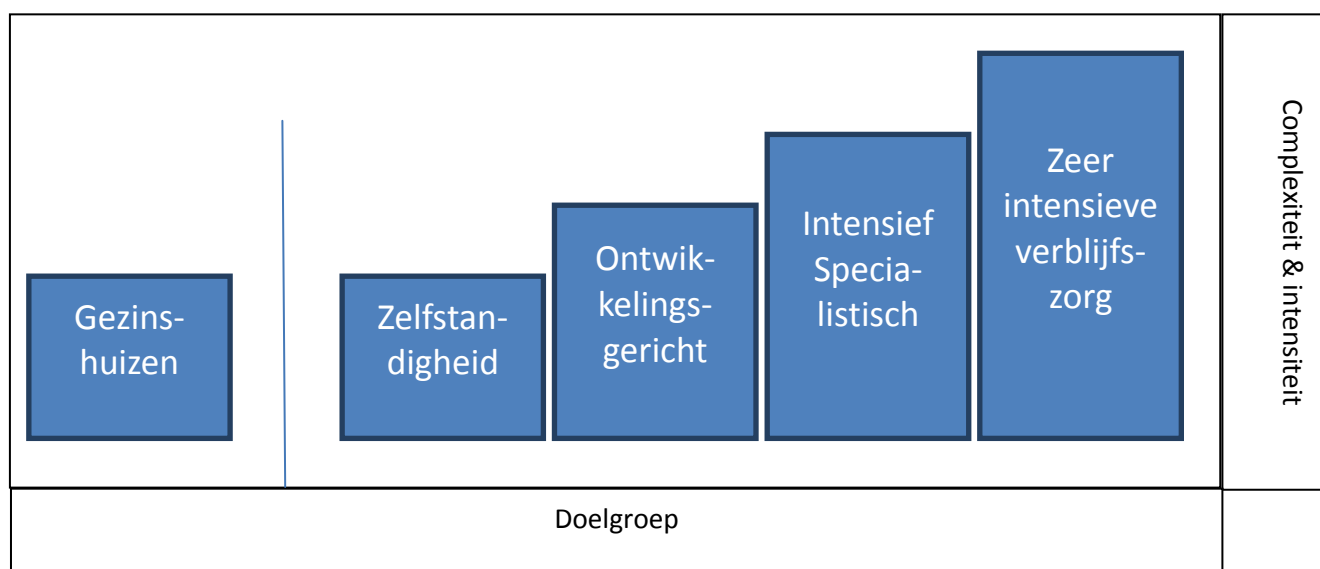 Gezins-
huizen
Zelfstan-
digheid
Ontwik-
kelings-
gericht
Intensief
Specia-
listisch
Zeer
intensieve
verblijfs-
zorg
Complexiteit & intensiteit
Doelgroep